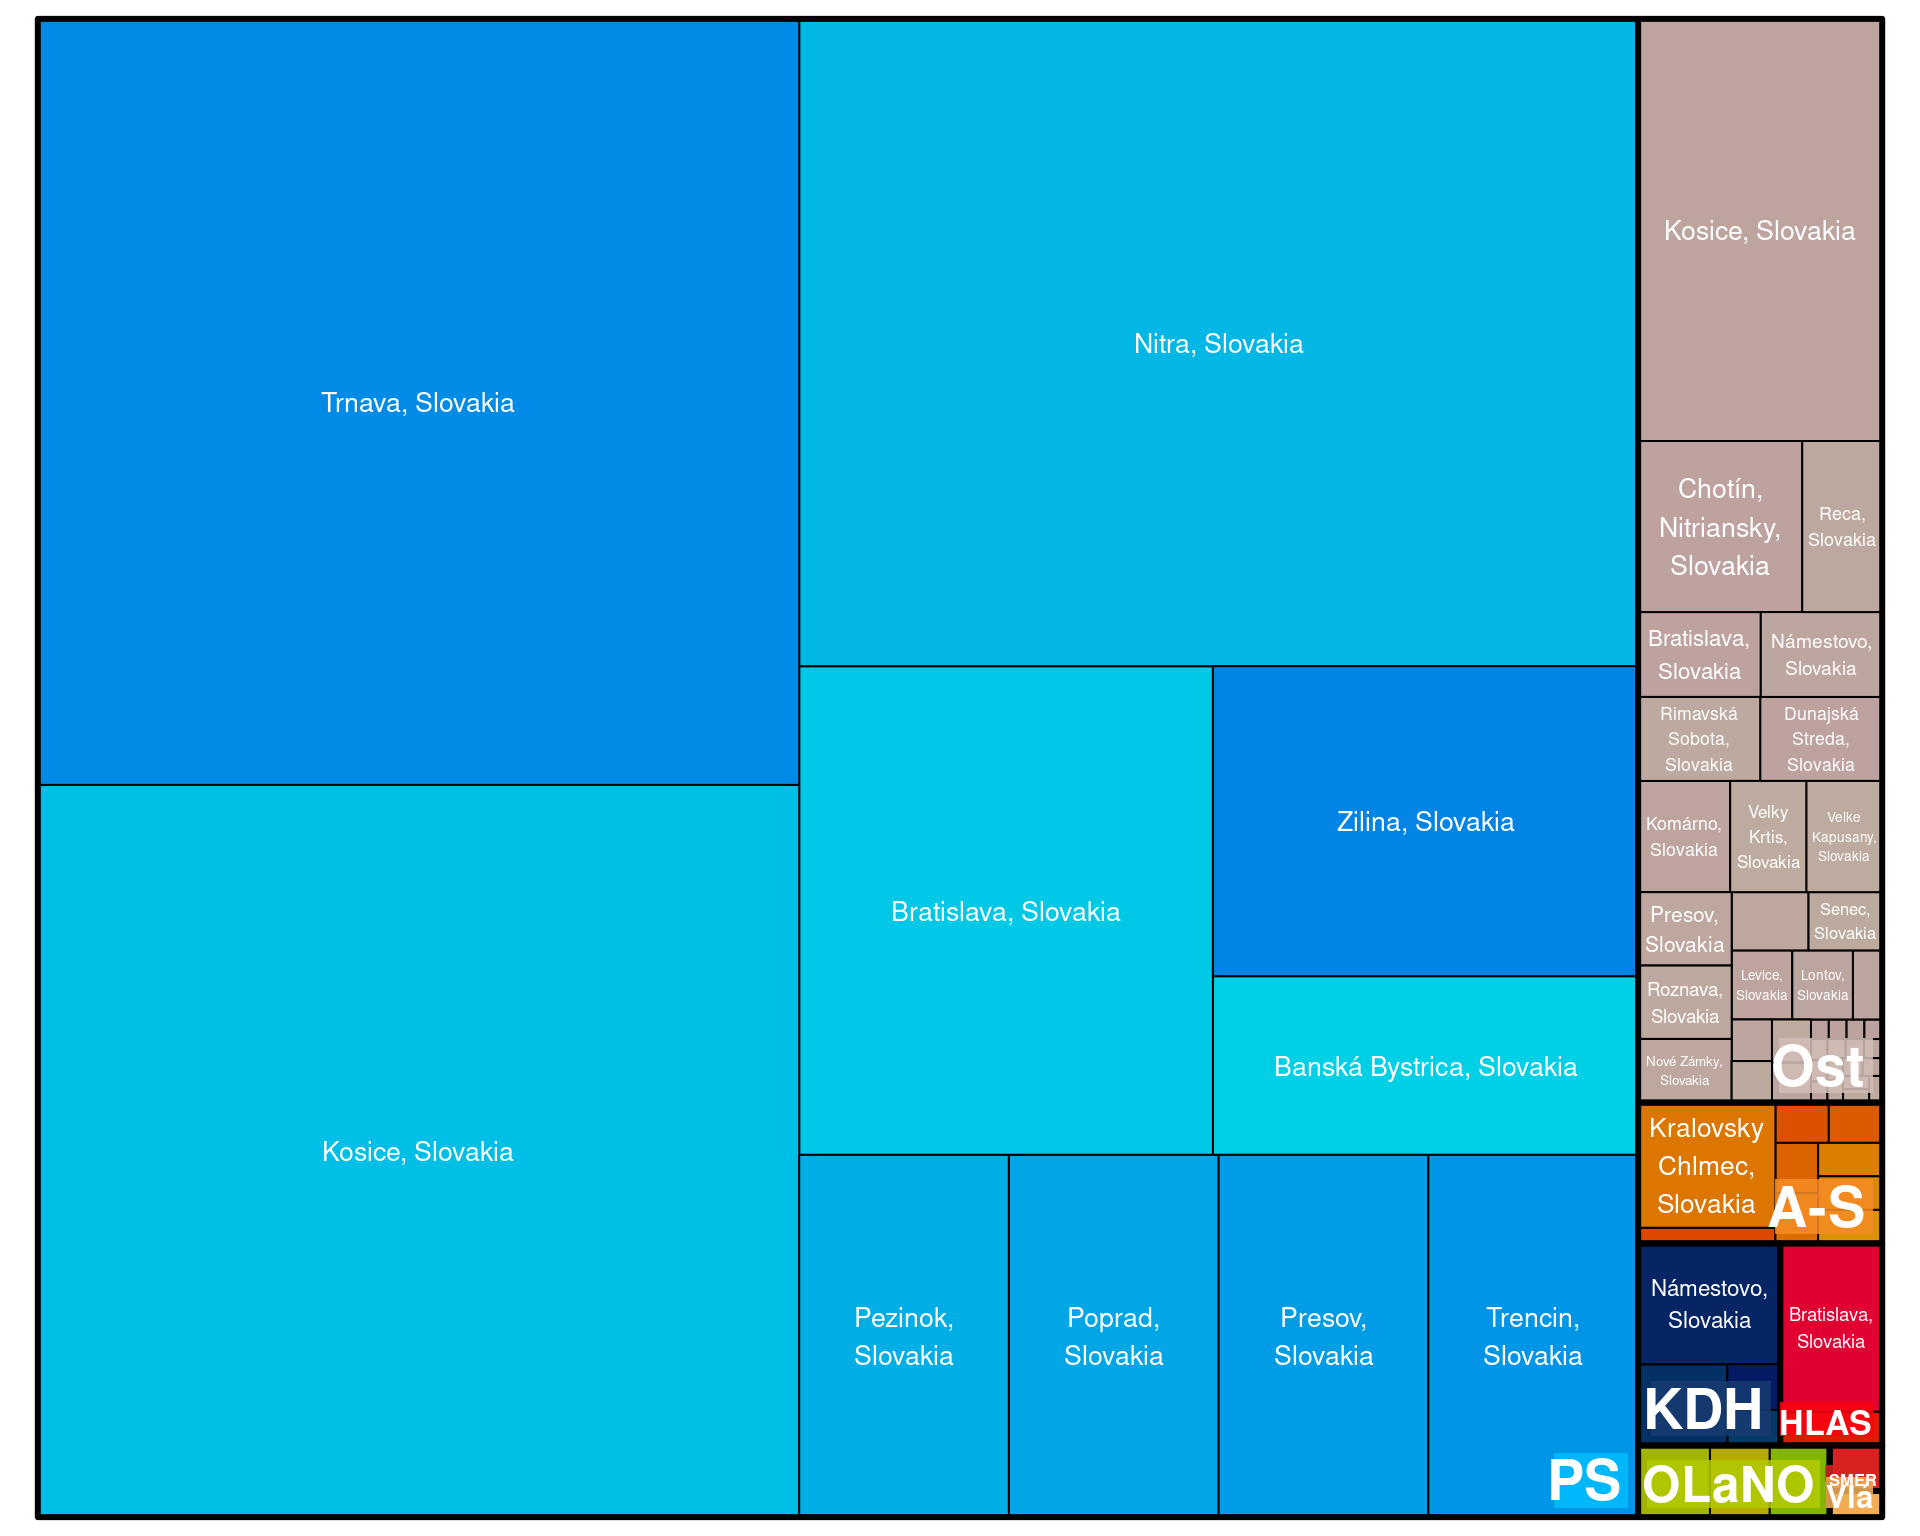 Trnava, Slovakia
Kosice, Slovakia
Nitra, Slovakia
Bratislava, Slovakia
Zilina, Slovakia
Banská Bystrica, Slovakia
Pezinok,
Slovakia
Poprad,
Slovakia
Presov,
Slovakia
Trencin,
Slovakia
PS
Kosice, Slovakia
Chotín,
Nitriansky,
Slovakia
Reca,
Slovakia
Bratislava,
Slovakia
Námestovo,
Slovakia
Rimavská
Sobota,
Slovakia
Dunajská
Streda,
Slovakia
Komárno,
Slovakia
Velky
Krtis,
Slovakia
Velke
Kapusany,
Slovakia
Presov,
Slovakia
Senec,
Slovakia
Roznava,
Slovakia
Levice,
Slovakia
Lontov,
Slovakia
Nové Zámky,
Slovakia
Ost
Kralovsky
Chlmec,
Slovakia
A-S
Námestovo,
Slovakia
KDH
Bratislava,
Slovakia
HLAS
OLaNO
SMER
Vlá